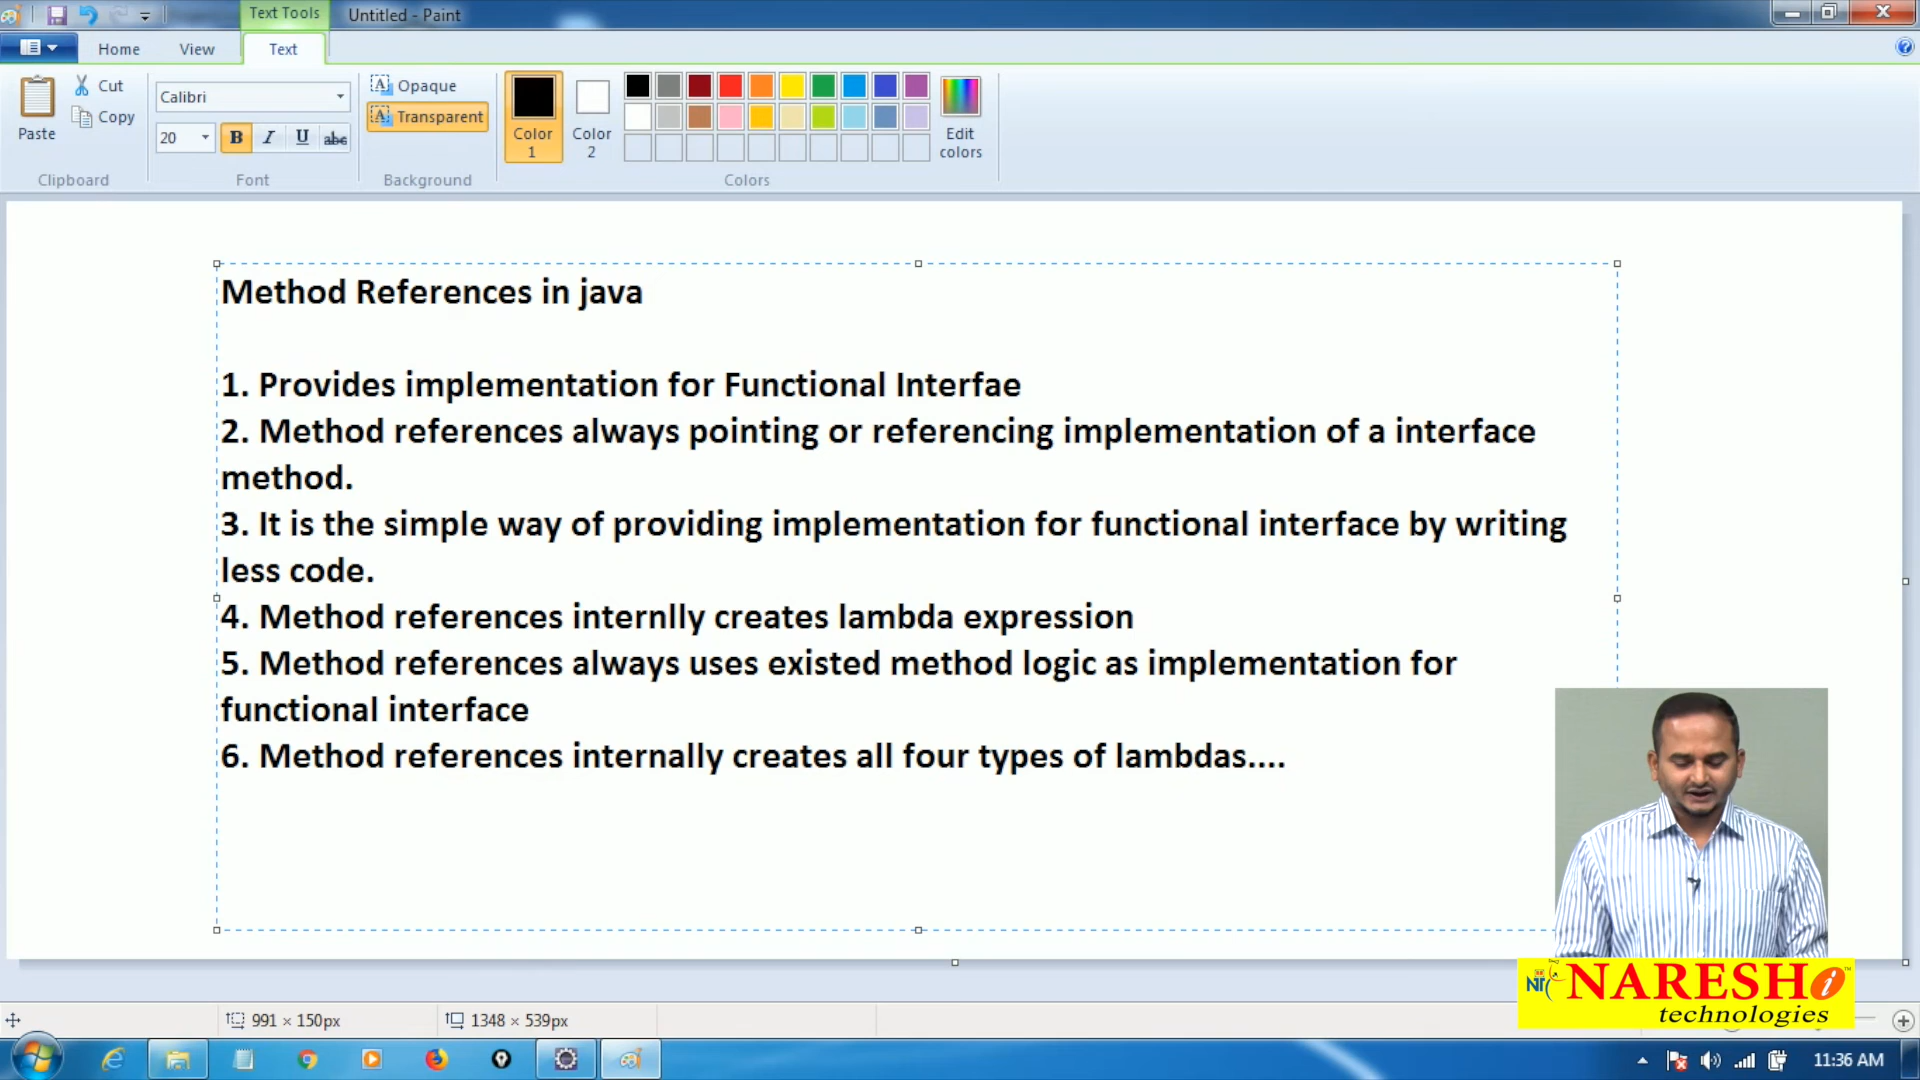 Text Tools
Untitled - Paint
Home
View
Text
Paste
Cut
Copy
Clipboard
Calibri
20
B I U abc
Font
Opaque
Transparent
Background
Color 1
Color 2
Edit colors
Colors
Method References in java
1. Provides implementation for Functional Interfae
2. Method references always pointing or referencing implementation of a interface
method.
3. It is the simple way of providing implementation for functional interface by writing
less code.
4. Method references internlly creates lambda expression
5. Method references always uses existed method logic as implementation for
functional interface
6. Method references internally creates all four types of lambdas....
NARESH i
technologies
991 × 150px
1348 × 539px
11:36 AM